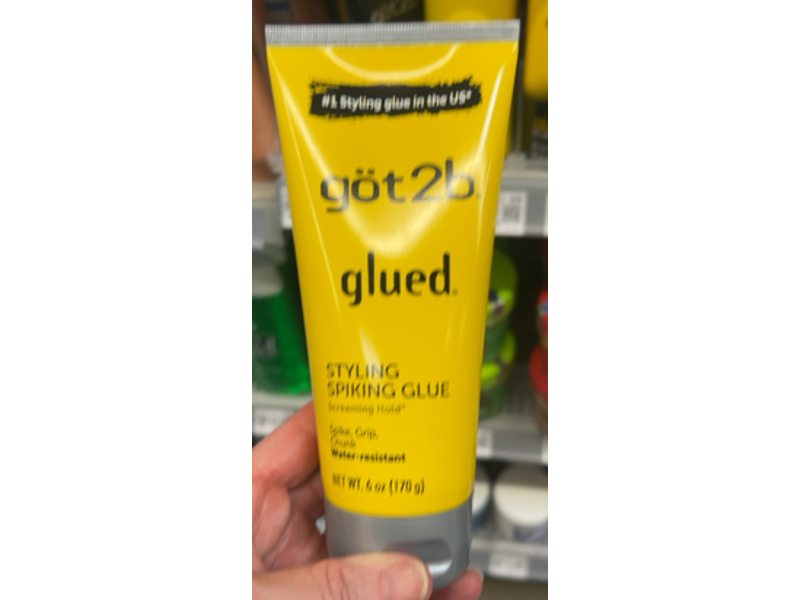 #1 Styling glue in the US*
göt2b.
glued.
STYLING
SPIKING GLUE
Screaming Hold™
Spike, Grip,
Chunk
Water-resistant
NET WT. 6 oz (170 g)